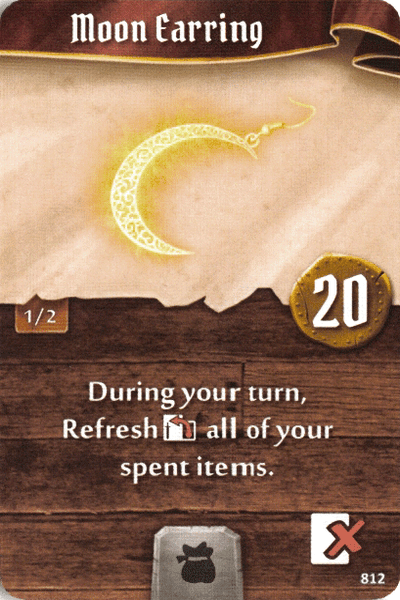 Moon Earring
20
1/2
During your turn,
Refresh all of your
spent items.
812